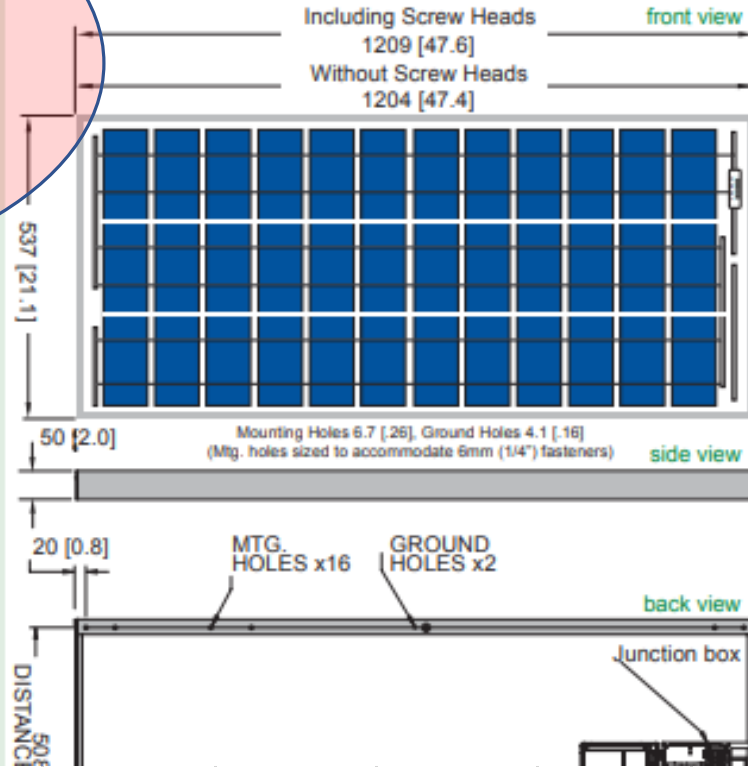 Including Screw Heads
front view
1209 [47.6]
Without Screw Heads
1204 [47.4]
537 [21.1]
50 [2.0]
Mounting Holes 6.7 [.26], Ground Holes 4.1 [.16]
(Mtg. holes sized to accommodate 6mm (1/4") fasteners)
side view
20 [0.8]
MTG.
HOLES x16
GROUND
HOLES x2
back view
Junction box
DISTANCE